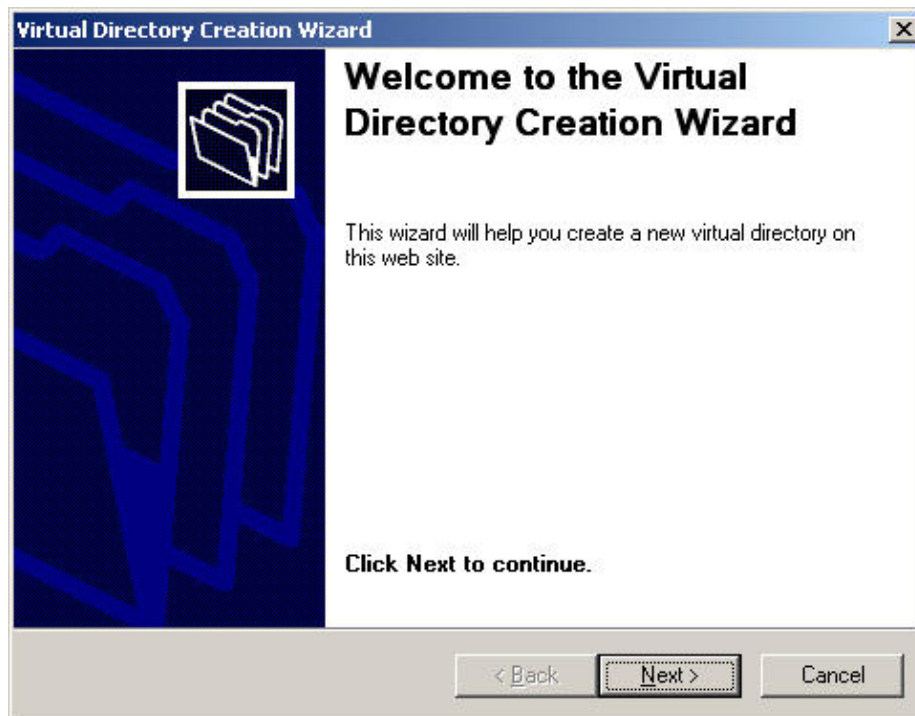 Virtual Directory Creation Wizard
Welcome to the Virtual
Directory Creation Wizard
This wizard will help you create a new virtual directory on
this web site.
Click Next to continue.
< Back
Next >
Cancel